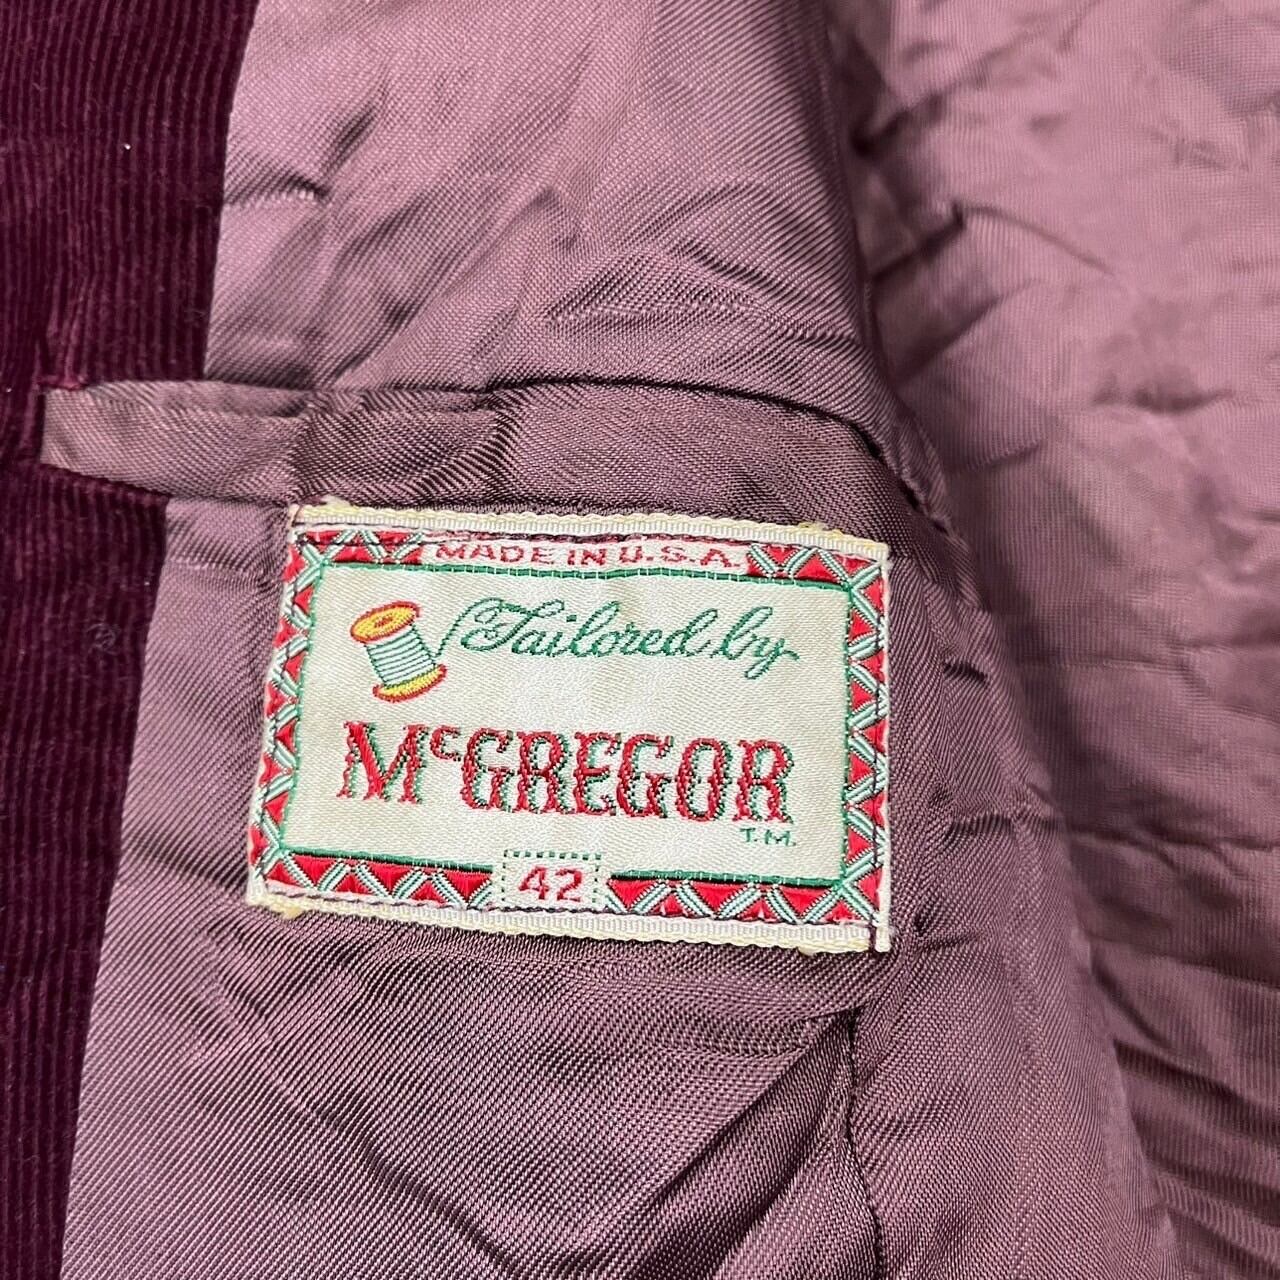 MADE IN U.S.A.
Tailored by
McGREGOR
T.M.
42